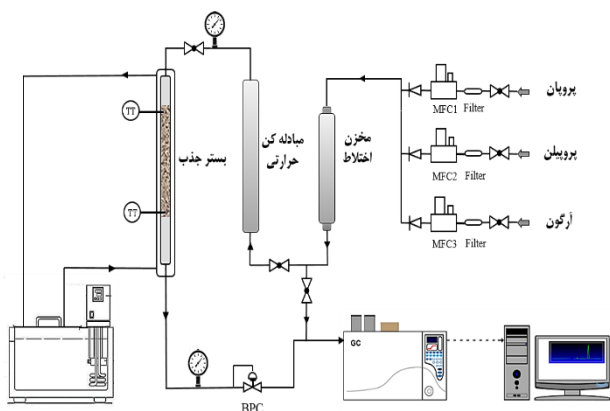 پروپان
MFC1
Filter
پروپیلن
MFC2
Filter
آرگون
MFC3
Filter
مخزن
اختلاط
مبادله کن
حرارتی
بستر جذب
TT
TT
GC
BPC